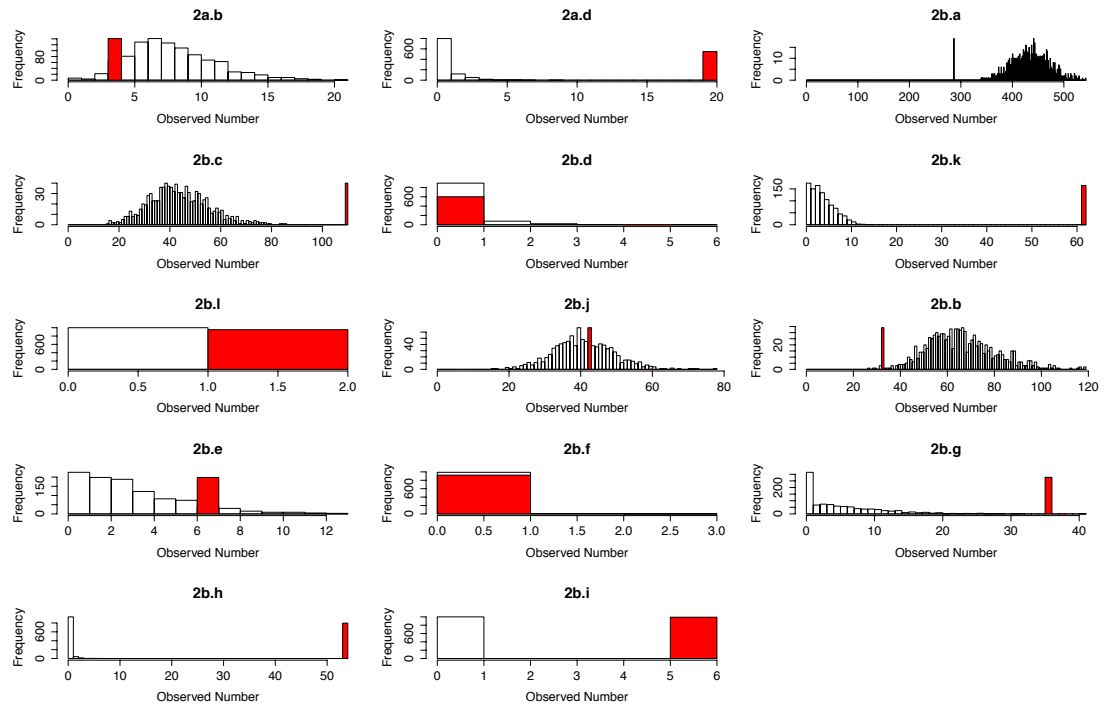 2a.b
Frequency
0 80
0 5 10 15 20
Observed Number
2a.d
Frequency
0 600
0 5 10 15 20
Observed Number
2b.a
Frequency
0 10
0 100 200 300 400 500
Observed Number
2b.c
Frequency
0 30
0 20 40 60 80 100
Observed Number
2b.d
Frequency
0 600
0 1 2 3 4 5 6
Observed Number
2b.k
Frequency
0 150
0 10 20 30 40 50 60
Observed Number
2b.l
Frequency
0 600
0.0 0.5 1.0 1.5 2.0
Observed Number
2b.j
Frequency
0 40
0 20 40 60 80
Observed Number
2b.b
Frequency
0 20
0 20 40 60 80 100 120
Observed Number
2b.e
Frequency
0 150
0 2 4 6 8 10 12
Observed Number
2b.f
Frequency
0 600
0.0 0.5 1.0 1.5 2.0 2.5 3.0
Observed Number
2b.g
Frequency
0 200
0 10 20 30 40
Observed Number
2b.h
Frequency
0 600
0 10 20 30 40 50
Observed Number
2b.i
Frequency
0 600
0 1 2 3 4 5 6
Observed Number